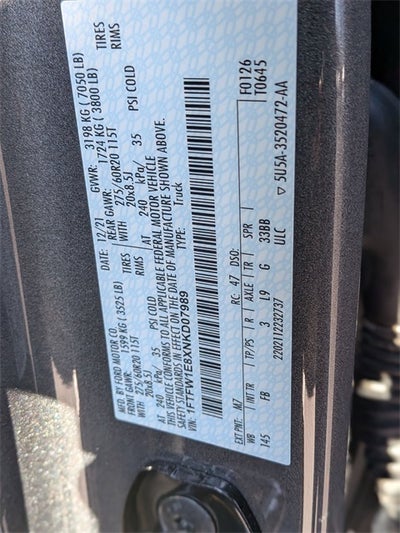 MFD. BY FORD MOTOR CO.
DATE: 12/21 GVWR: 3198 KG ( 7050 LB)
FRONT GAWR: 1599 KG ( 3525 LB) REAR GAWR: 1724 KG ( 3800 LB)
WITH 275/60R20 115T TIRES WITH 275/60R20 115T TIRES
20x8.5J RIMS 20x8.5J RIMS
AT 240 kPa/ 35 PSI COLD AT 240 kPa/ 35 PSI COLD
THIS VEHICLE CONFORMS TO ALL APPLICABLE FEDERAL MOTOR VEHICLE
SAFETY STANDARDS IN EFFECT ON THE DATE OF MANUFACTURE SHOWN ABOVE.
VIN: 1FTFW1E8XNKD07989 TYPE: Truck
F0126
T0645
EXT PNT: M7 RC: 47 DSO:
WB INT TR TP/PS R AXLE TR SPR
145 FB 3 L9 G 33BB
2202112232737 ULC
5U5A-3520472-AA